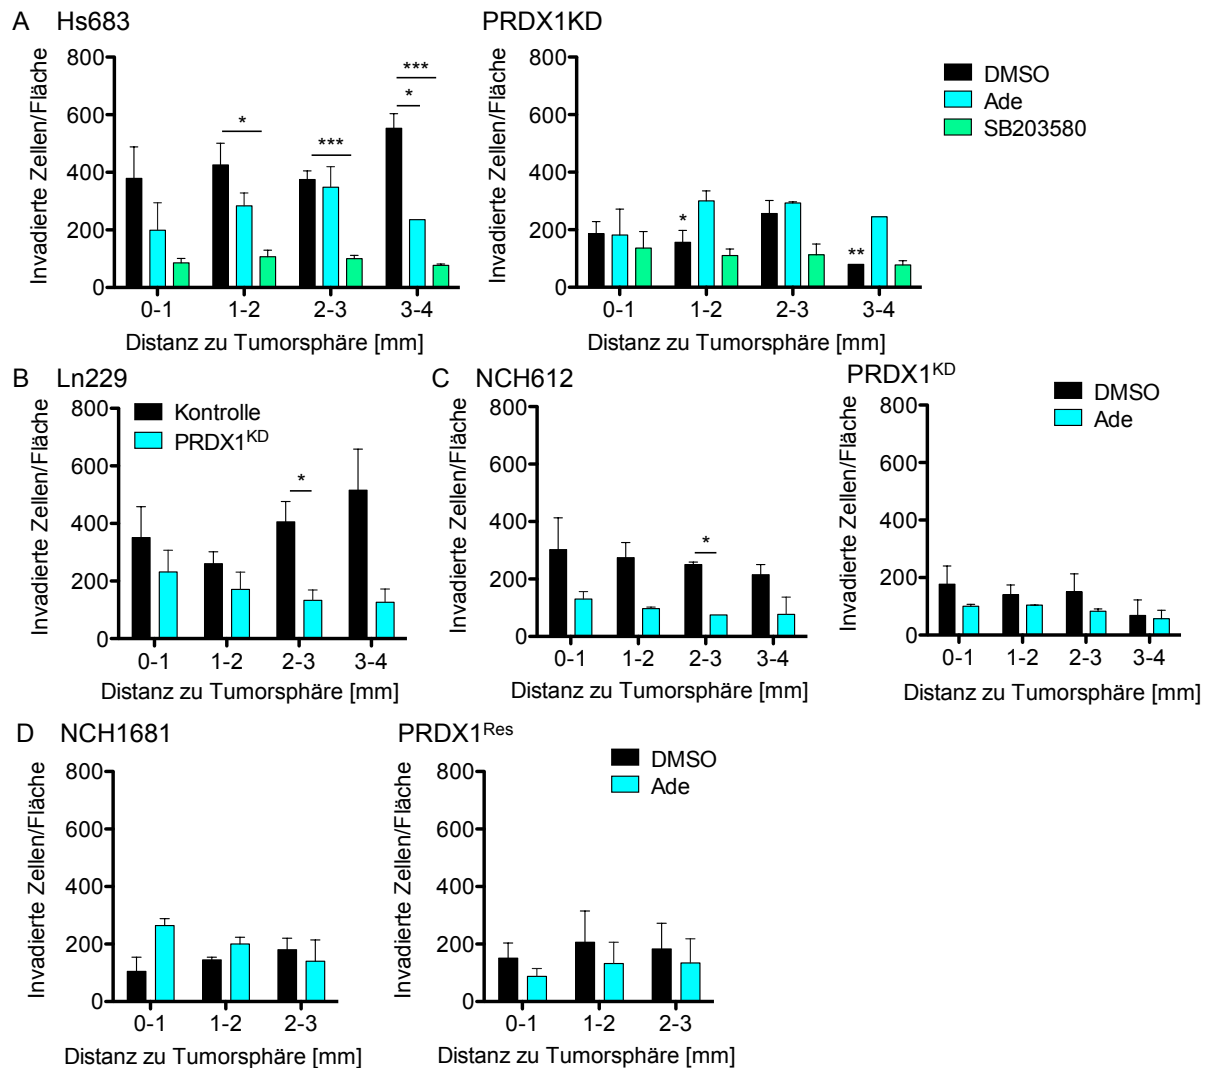 A Hs683
PRDX1KD
Invadierte Zellen/Fläche
800
600
400
200
0
*
***
***
*
0-1 1-2 2-3 3-4
Distanz zu Tumorsphäre [mm]
Invadierte Zellen/Fläche
800
600
400
200
0
*
**
0-1 1-2 2-3 3-4
Distanz zu Tumorsphäre [mm]
DMSO
Ade
SB203580
B Ln229
Invadierte Zellen/Fläche
800
600
400
200
0
Kontrolle
PRDX1KD
*
0-1 1-2 2-3 3-4
Distanz zu Tumorsphäre [mm]
C NCH612
Invadierte Zellen/Fläche
800
600
400
200
0
*
0-1 1-2 2-3 3-4
Distanz zu Tumorsphäre [mm]
PRDX1KD
Invadierte Zellen/Fläche
800
600
400
200
0
0-1 1-2 2-3 3-4
Distanz zu Tumorsphäre [mm]
DMSO
Ade
D NCH1681
Invadierte Zellen/Fläche
800
600
400
200
0
0-1 1-2 2-3
Distanz zu Tumorsphäre [mm]
PRDX1Res
Invadierte Zellen/Fläche
800
600
400
200
0
0-1 1-2 2-3
Distanz zu Tumorsphäre [mm]
DMSO
Ade